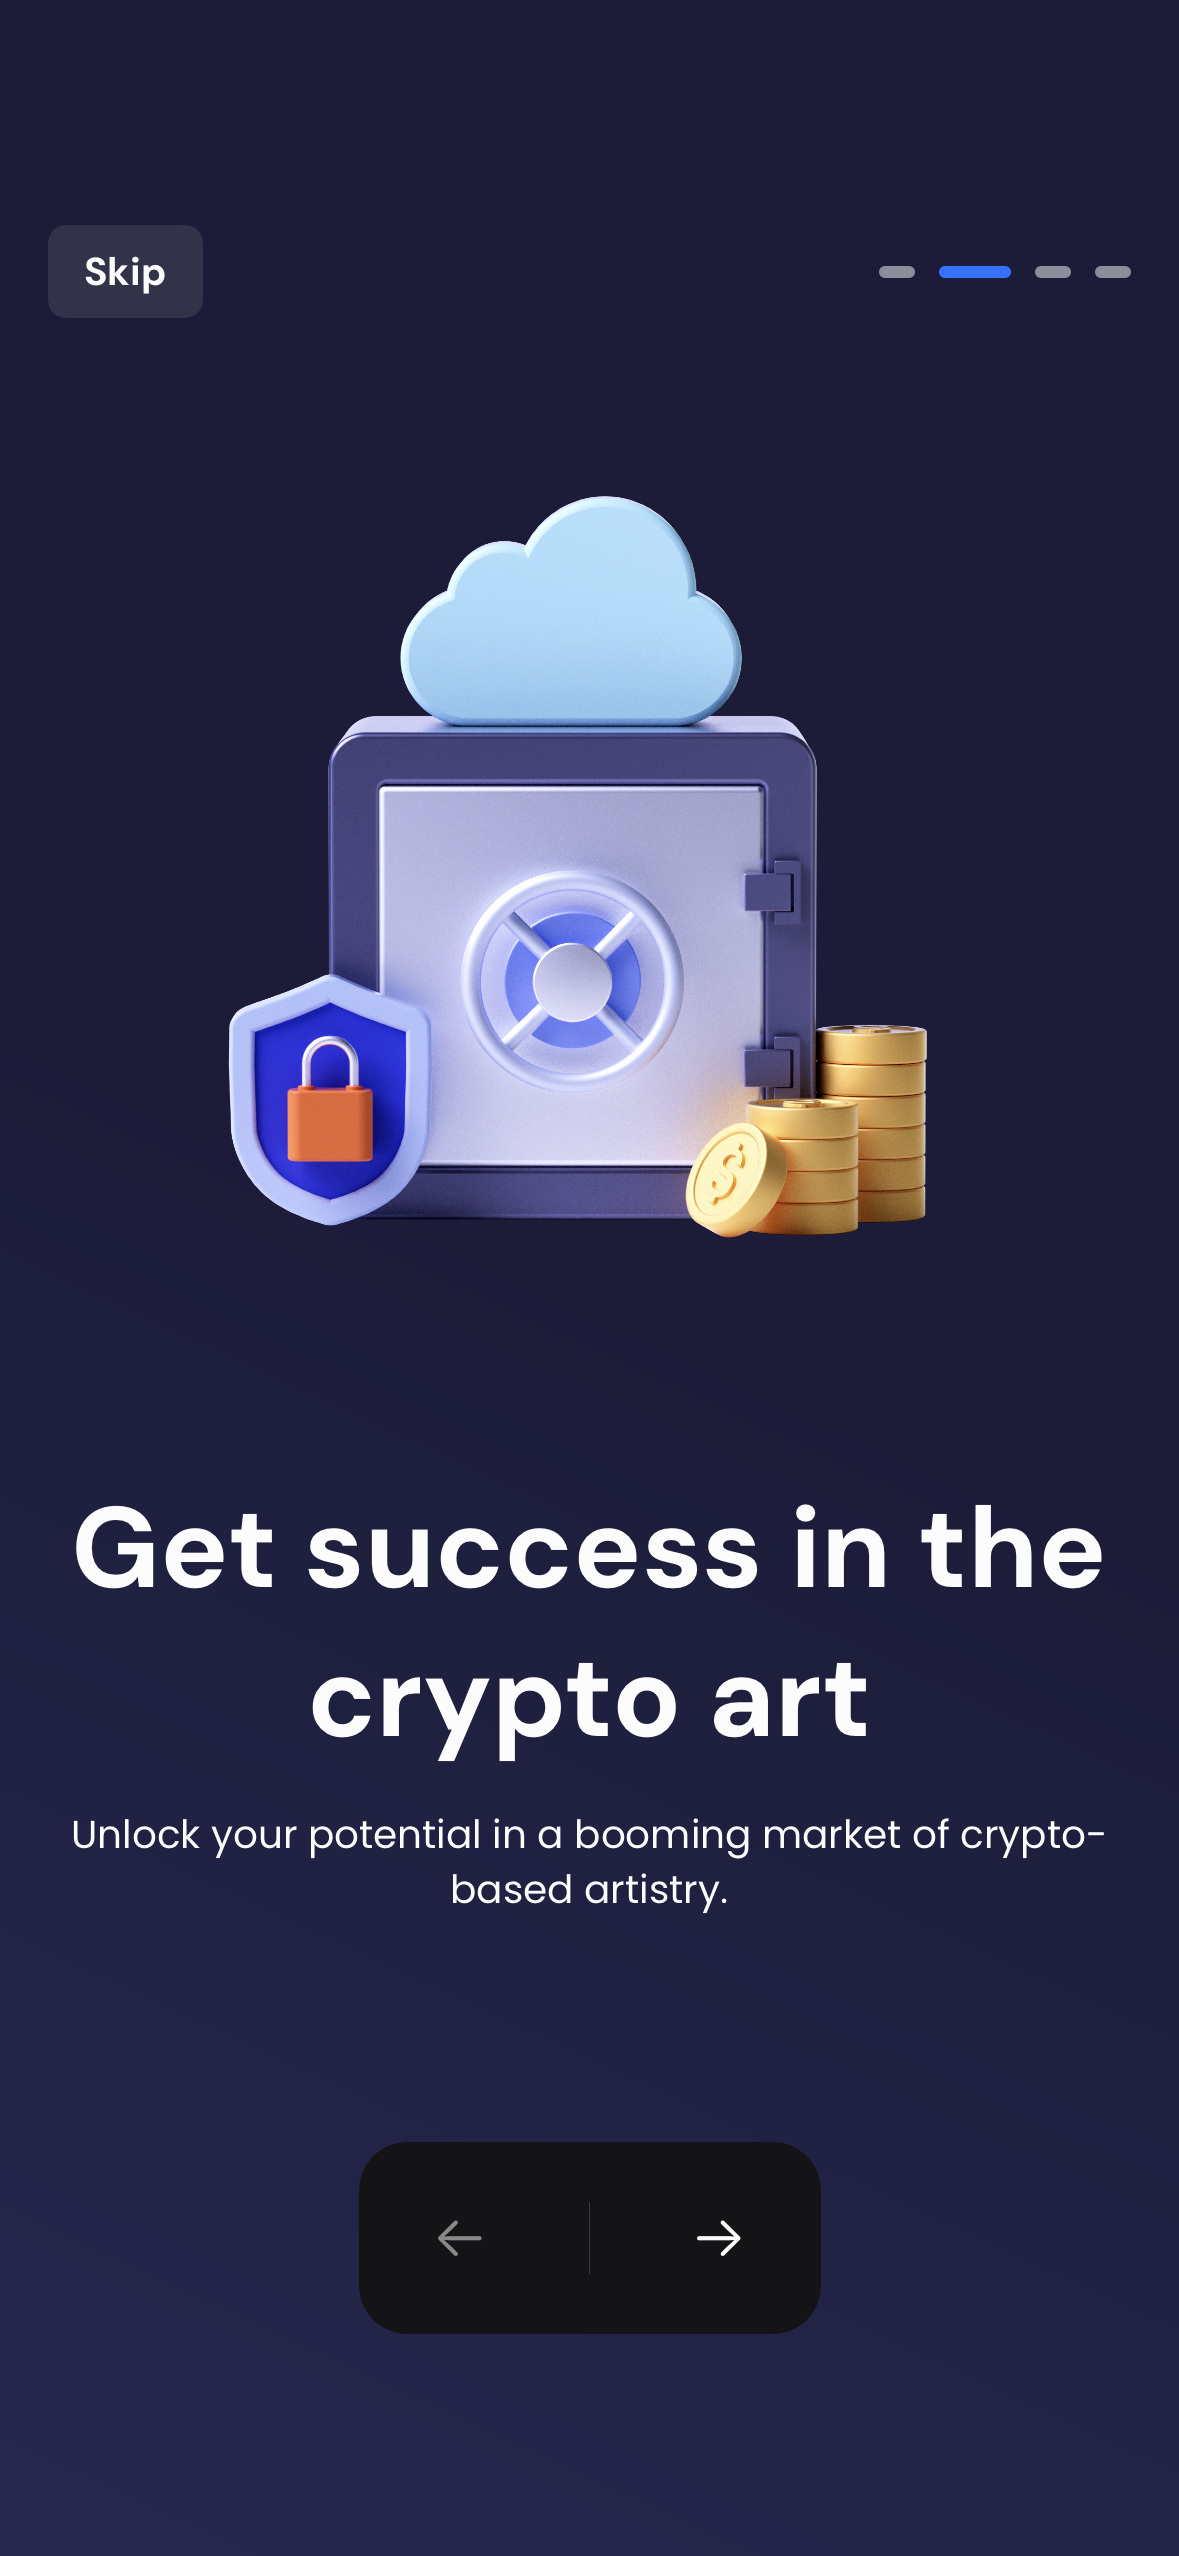 Skip
$
Get success in the
crypto art
Unlock your potential in a booming market of crypto-
based artistry.